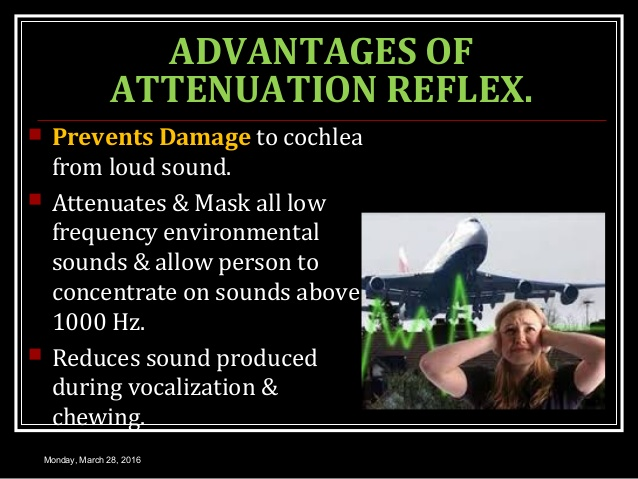 ADVANTAGES OF
ATTENUATION REFLEX.
Prevents Damage to cochlea
from loud sound.
Attenuates & Mask all low
frequency environmental
sounds & allow person to
concentrate on sounds above
1000 Hz.
Reduces sound produced
during vocalization &
chewing.
Monday, March 28, 2016